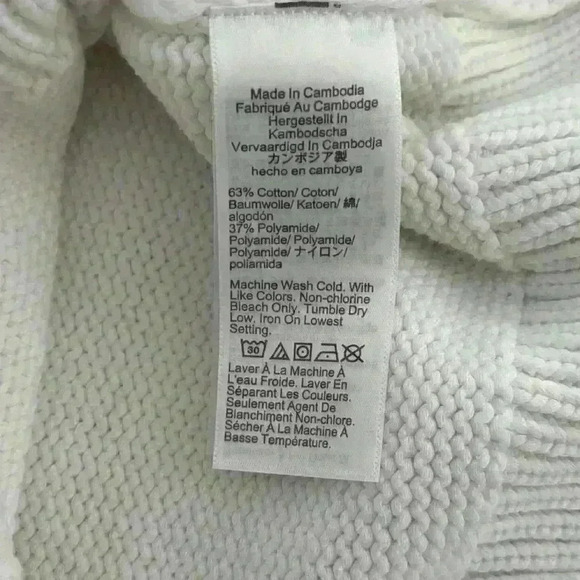 Made In Cambodia
Fabriqué Au Cambodge
Hergestellt In
Kambodscha
Vervaardigd In Cambodja
カンボジア製
hecho en camboya
63% Cotton/ Coton/
Baumwolle/ Katoen/ 綿/
algodón
37% Polyamide/
Polyamide/ Polyamide/
Polyamide/ ナイロン/
poliamida
Machine Wash Cold. With
Like Colors. Non-chlorine
Bleach Only. Tumble Dry
Low. Iron On Lowest
Setting.
30
Laver À La Machine À
L'eau Froide. Laver En
Séparant Les Couleurs.
Seulement Agent De
Blanchiment Non-chlore.
Sécher À La Machine À
Basse Température.